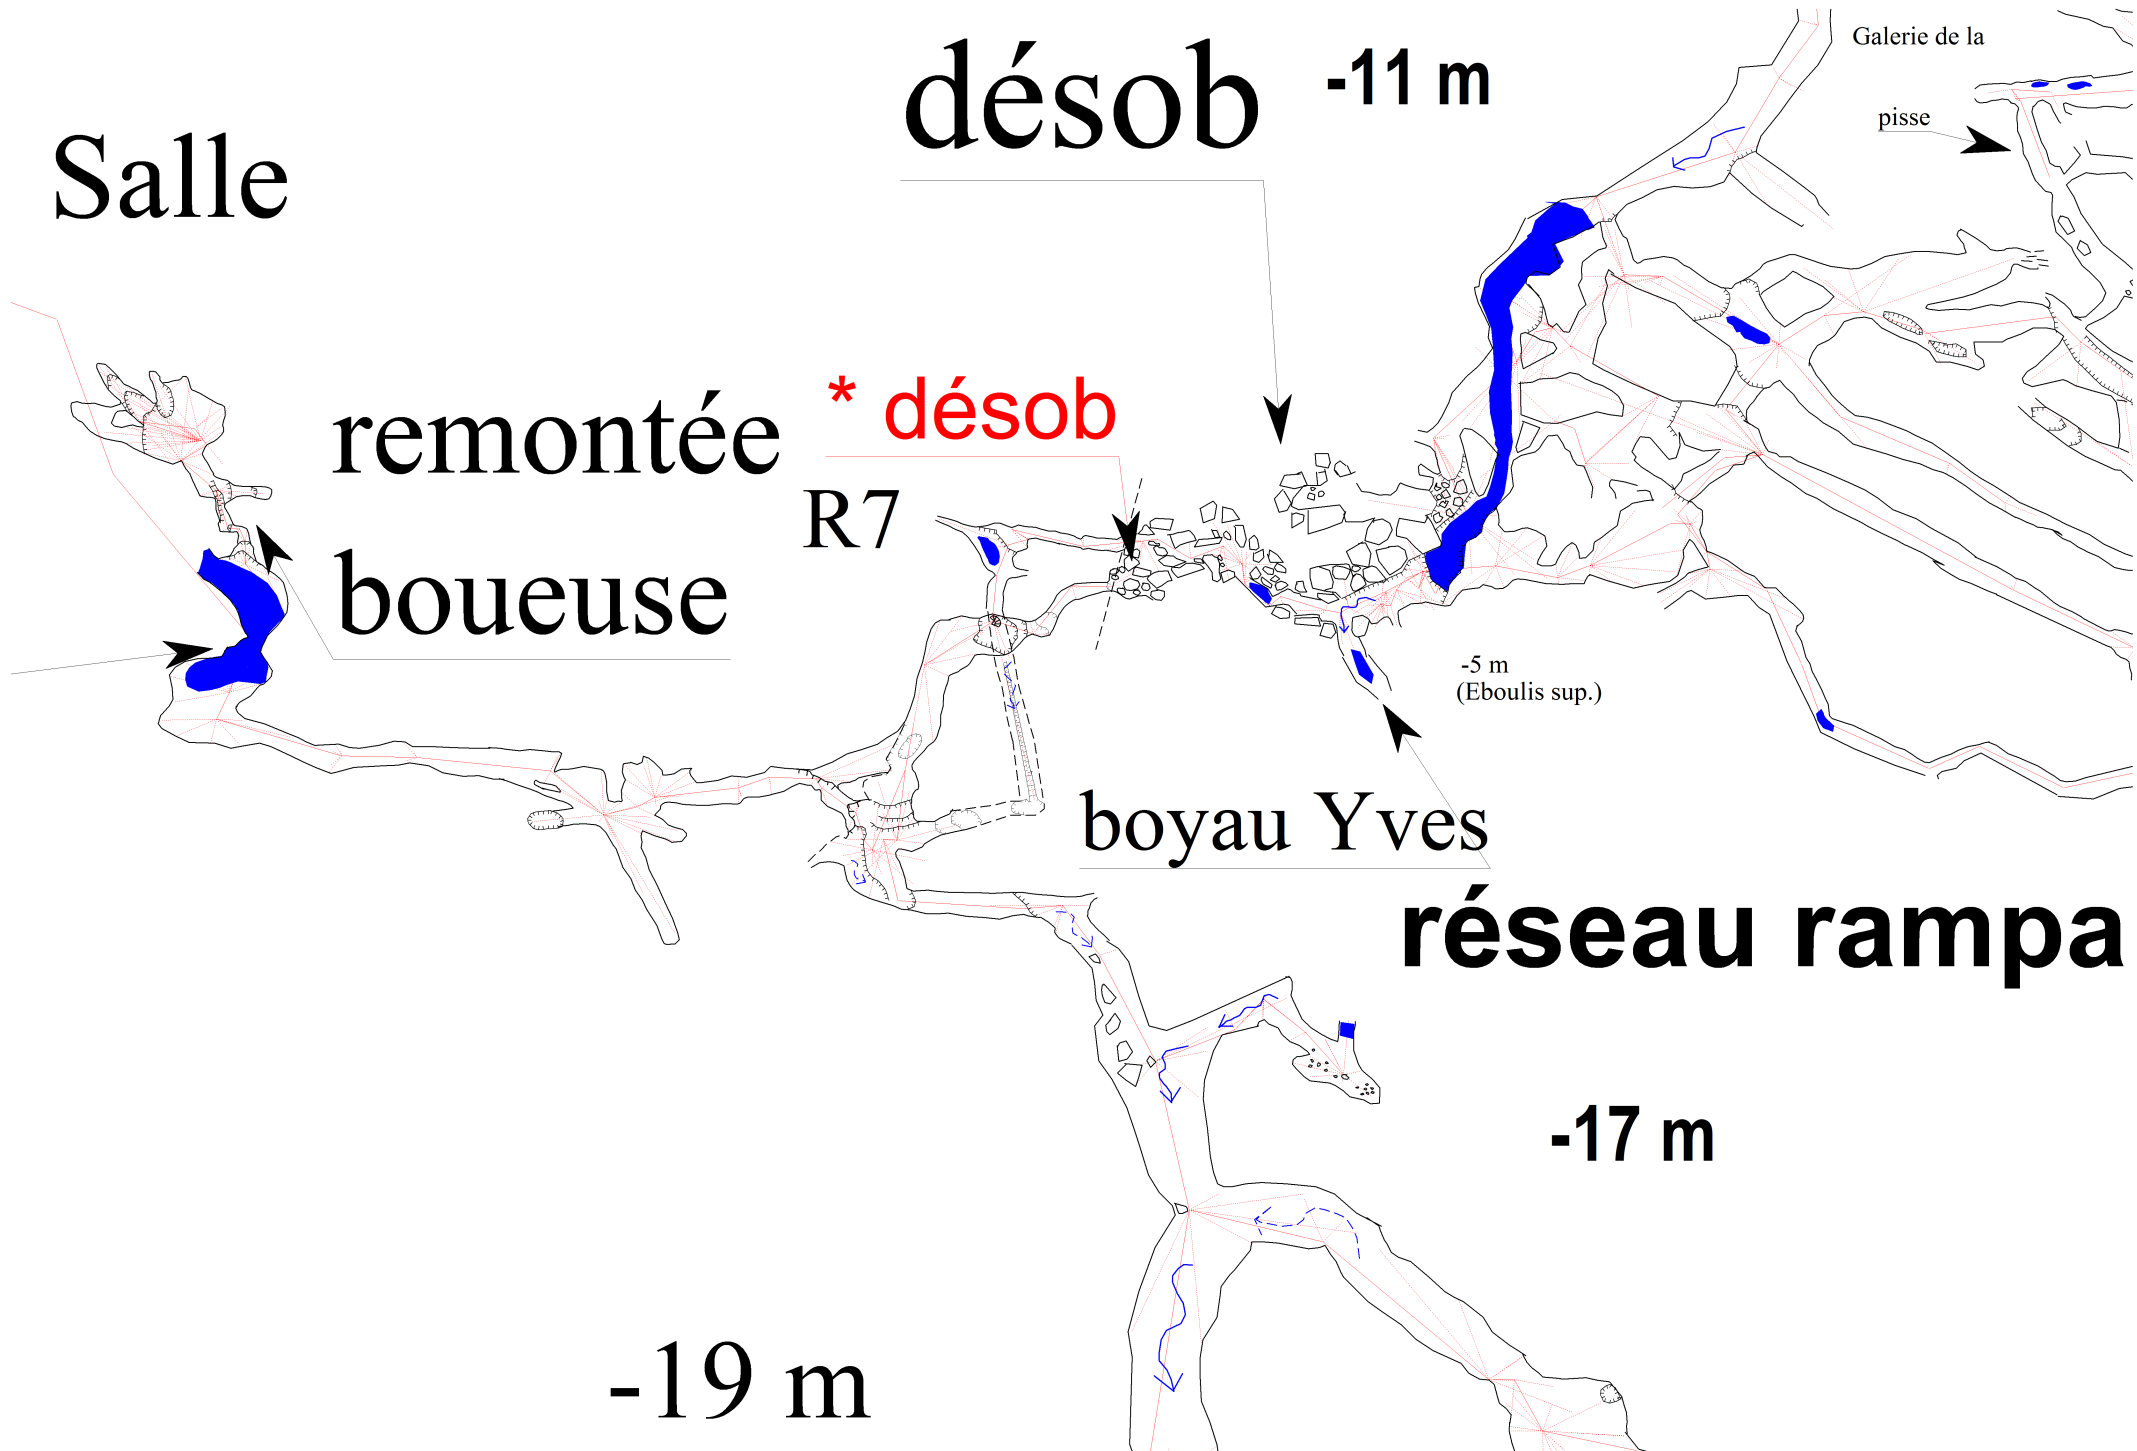 Galerie de la
désob
-11 m
pisse
Salle
* désob
remontée
R7
boueuse
-5 m
(Eboulis sup.)
boyau Yves
réseau rampa
-17 m
-19 m